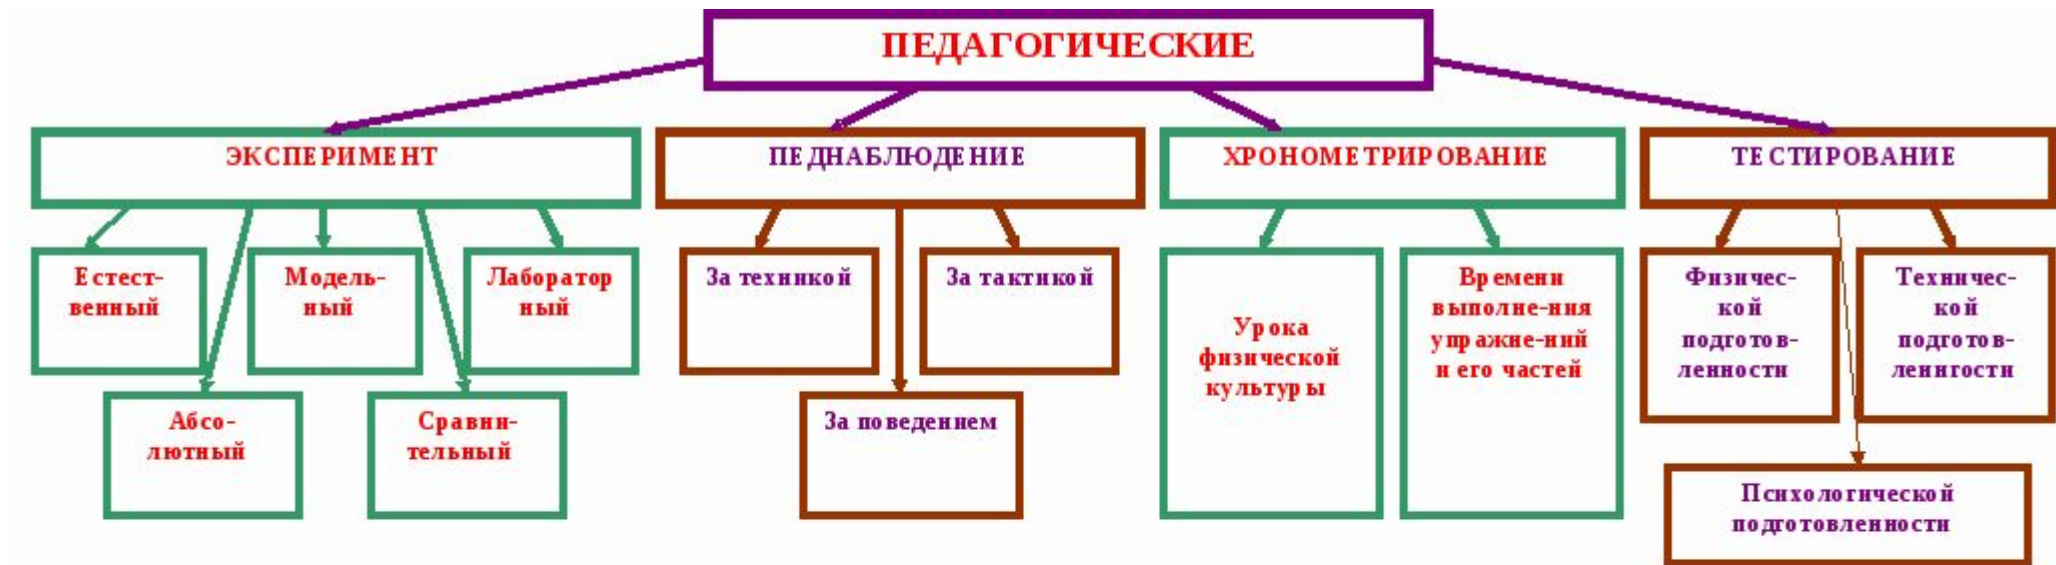 ПЕДАГОГИЧЕСКИЕ
ЭКСПЕРИМЕНТ
ПЕДНАБЛЮДЕНИЕ
ХРОНОМЕТРИРОВАНИЕ
ТЕСТИРОВАНИЕ
Естест-
венный
Модель-
ный
Лаборатор
ный
Абсо-
лютный
Сравни-
тельный
За техникой
За тактикой
За поведением
Урока
физической
культуры
Времени
выполне-ния
упражне-ний
и его частей
Физичес-
кой
подготов-
ленности
Техничес-
кой
подготов-
ленигости
Психологической
подготовленности